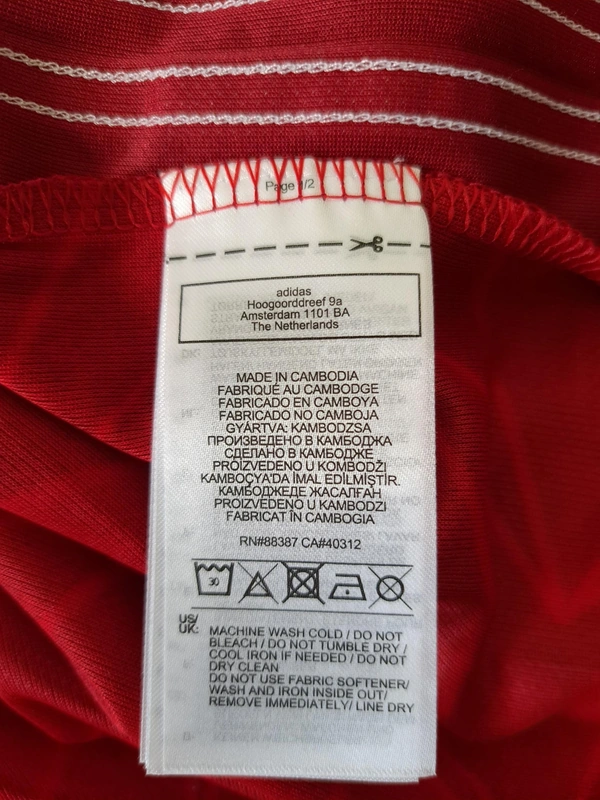 Page 1/2
adidas
Hoogoorddreef 9a
Amsterdam 1101 BA
The Netherlands
MADE IN CAMBODIA
FABRIQUÉ AU CAMBODGE
FABRICADO EN CAMBOYA
FABRICADO NO CAMBOJA
GYÁRTVA: KAMBODZSA
ПРОИЗВЕДЕНО В КАМБОДЖА
СДЕЛАНО В КАМБОДЖЕ
PROIZVEDENO U KOMBODŽI
KAMBOÇYA'DA İMAL EDİLMİŞTİR.
КАМБОДЖЕДЕ ЖАСАЛҒАН
PROIZVEDENO U KAMBODZI
FABRICAT ÎN CAMBOGIA
RN#88387 CA#40312
30
US/
UK:
MACHINE WASH COLD / DO NOT
BLEACH / DO NOT TUMBLE DRY /
COOL IRON IF NEEDED / DO NOT
DRY CLEAN
DO NOT USE FABRIC SOFTENER/
WASH AND IRON INSIDE OUT/
REMOVE IMMEDIATELY/ LINE DRY